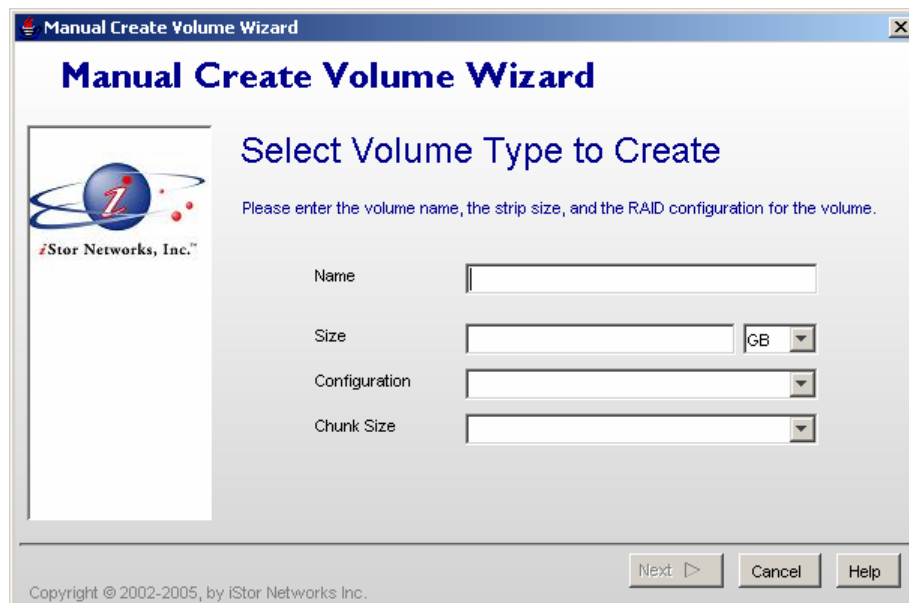 Manual Create Volume Wizard
Manual Create Volume Wizard
Select Volume Type to Create
Please enter the volume name, the strip size, and the RAID configuration for the volume.
i
iStor Networks, Inc.™
Name
Size
GB
Configuration
Chunk Size
Next
Cancel
Help
Copyright © 2002-2005, by iStor Networks Inc.